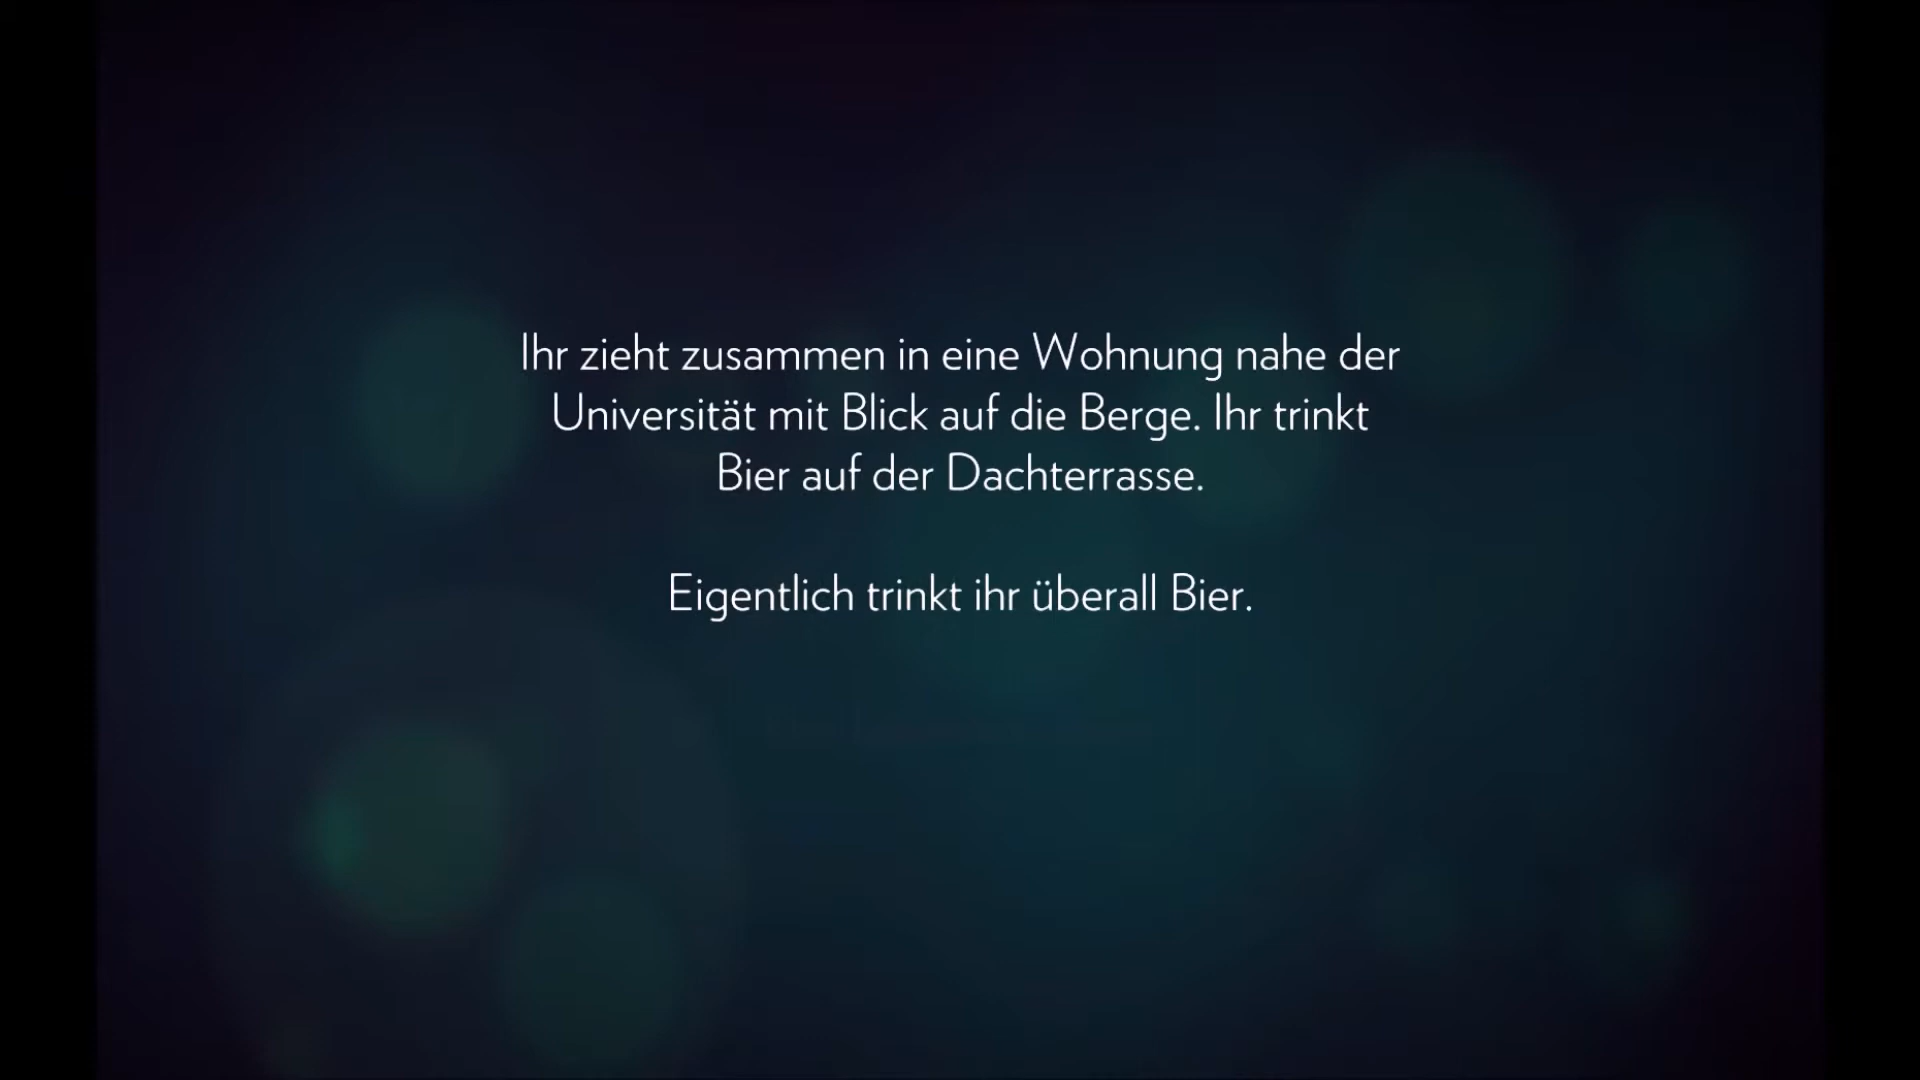 Ihr zieht zusammen in eine Wohnung nahe der
Universität mit Blick auf die Berge. Ihr trinkt
Bier auf der Dachterrasse.
Eigentlich trinkt ihr überall Bier.